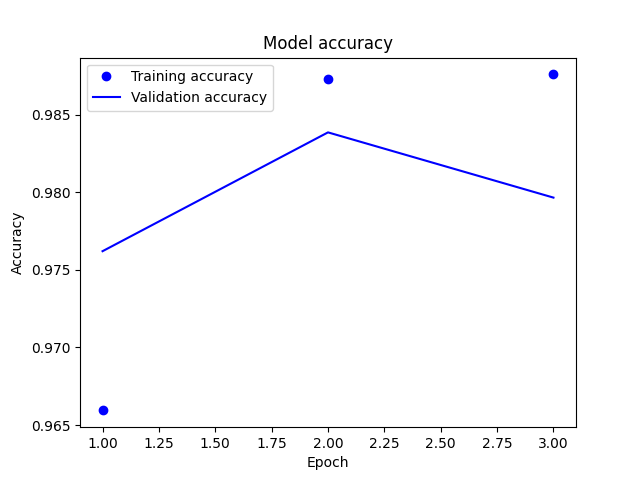 Model accuracy
Training accuracy
Validation accuracy
0.985
0.980
0.975
0.970
0.965
Accuracy
1.00 1.25 1.50 1.75 2.00 2.25 2.50 2.75 3.00
Epoch